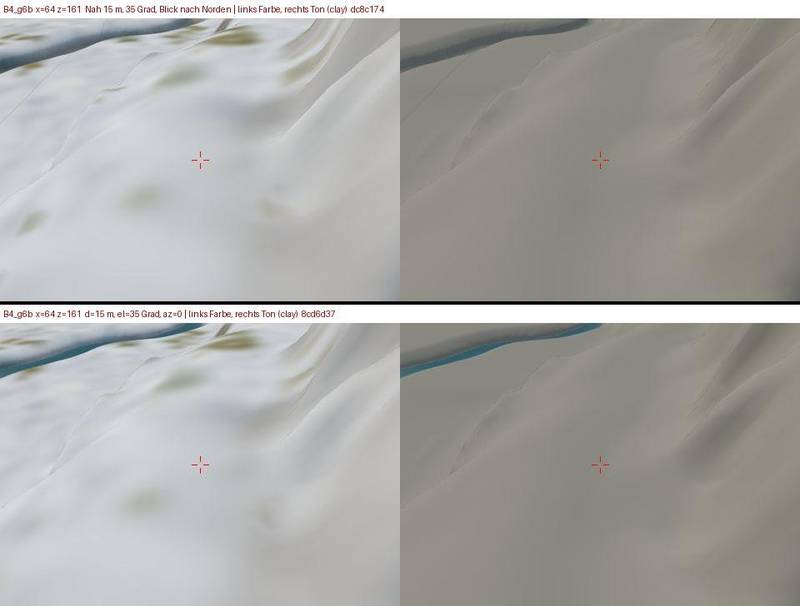 B4_g6b x=64 z=161 Nah 15 m, 35 Grad, Blick nach Norden | links Farbe, rechts Ton (clay) dc8c174
B4_g6b x=64 z=161 d=15 m, el=35 Grad, az=0 | links Farbe, rechts Ton (clay) 8cd6d37